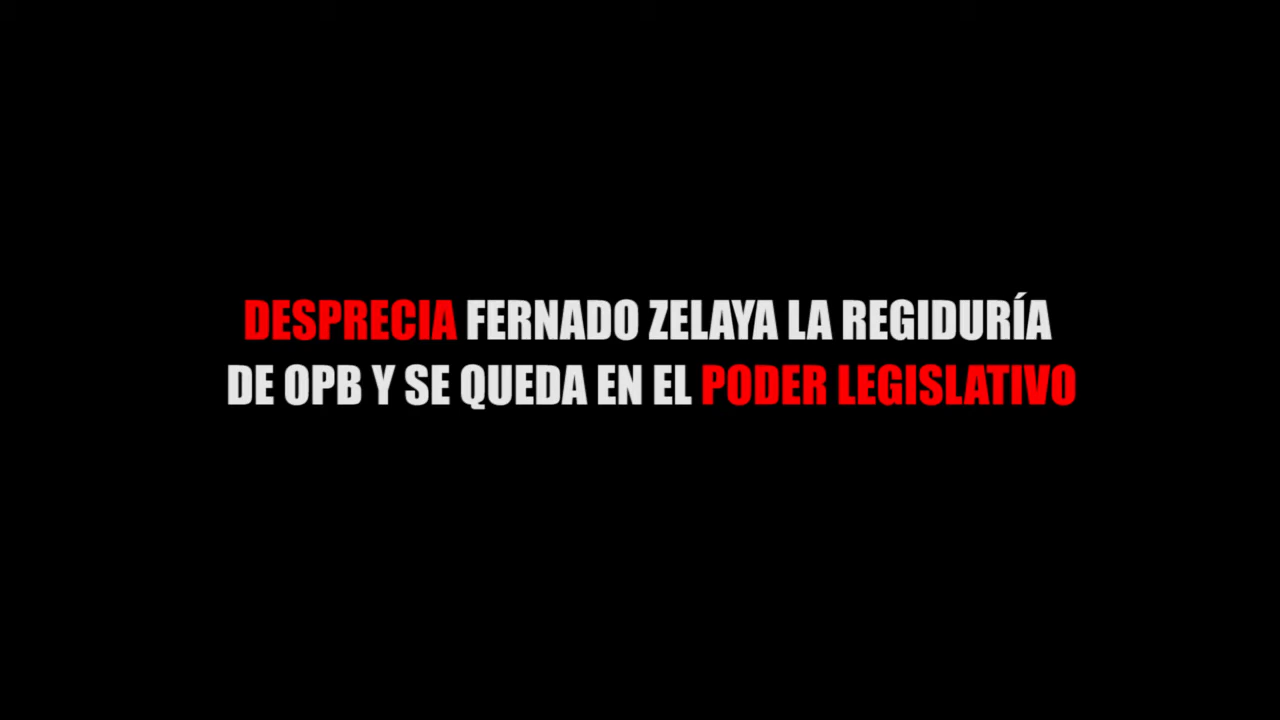 DESPRECIA FERNADO ZELAYA LA REGIDURÍA
DE OPB Y SE QUEDA EN EL PODER LEGISLATIVO